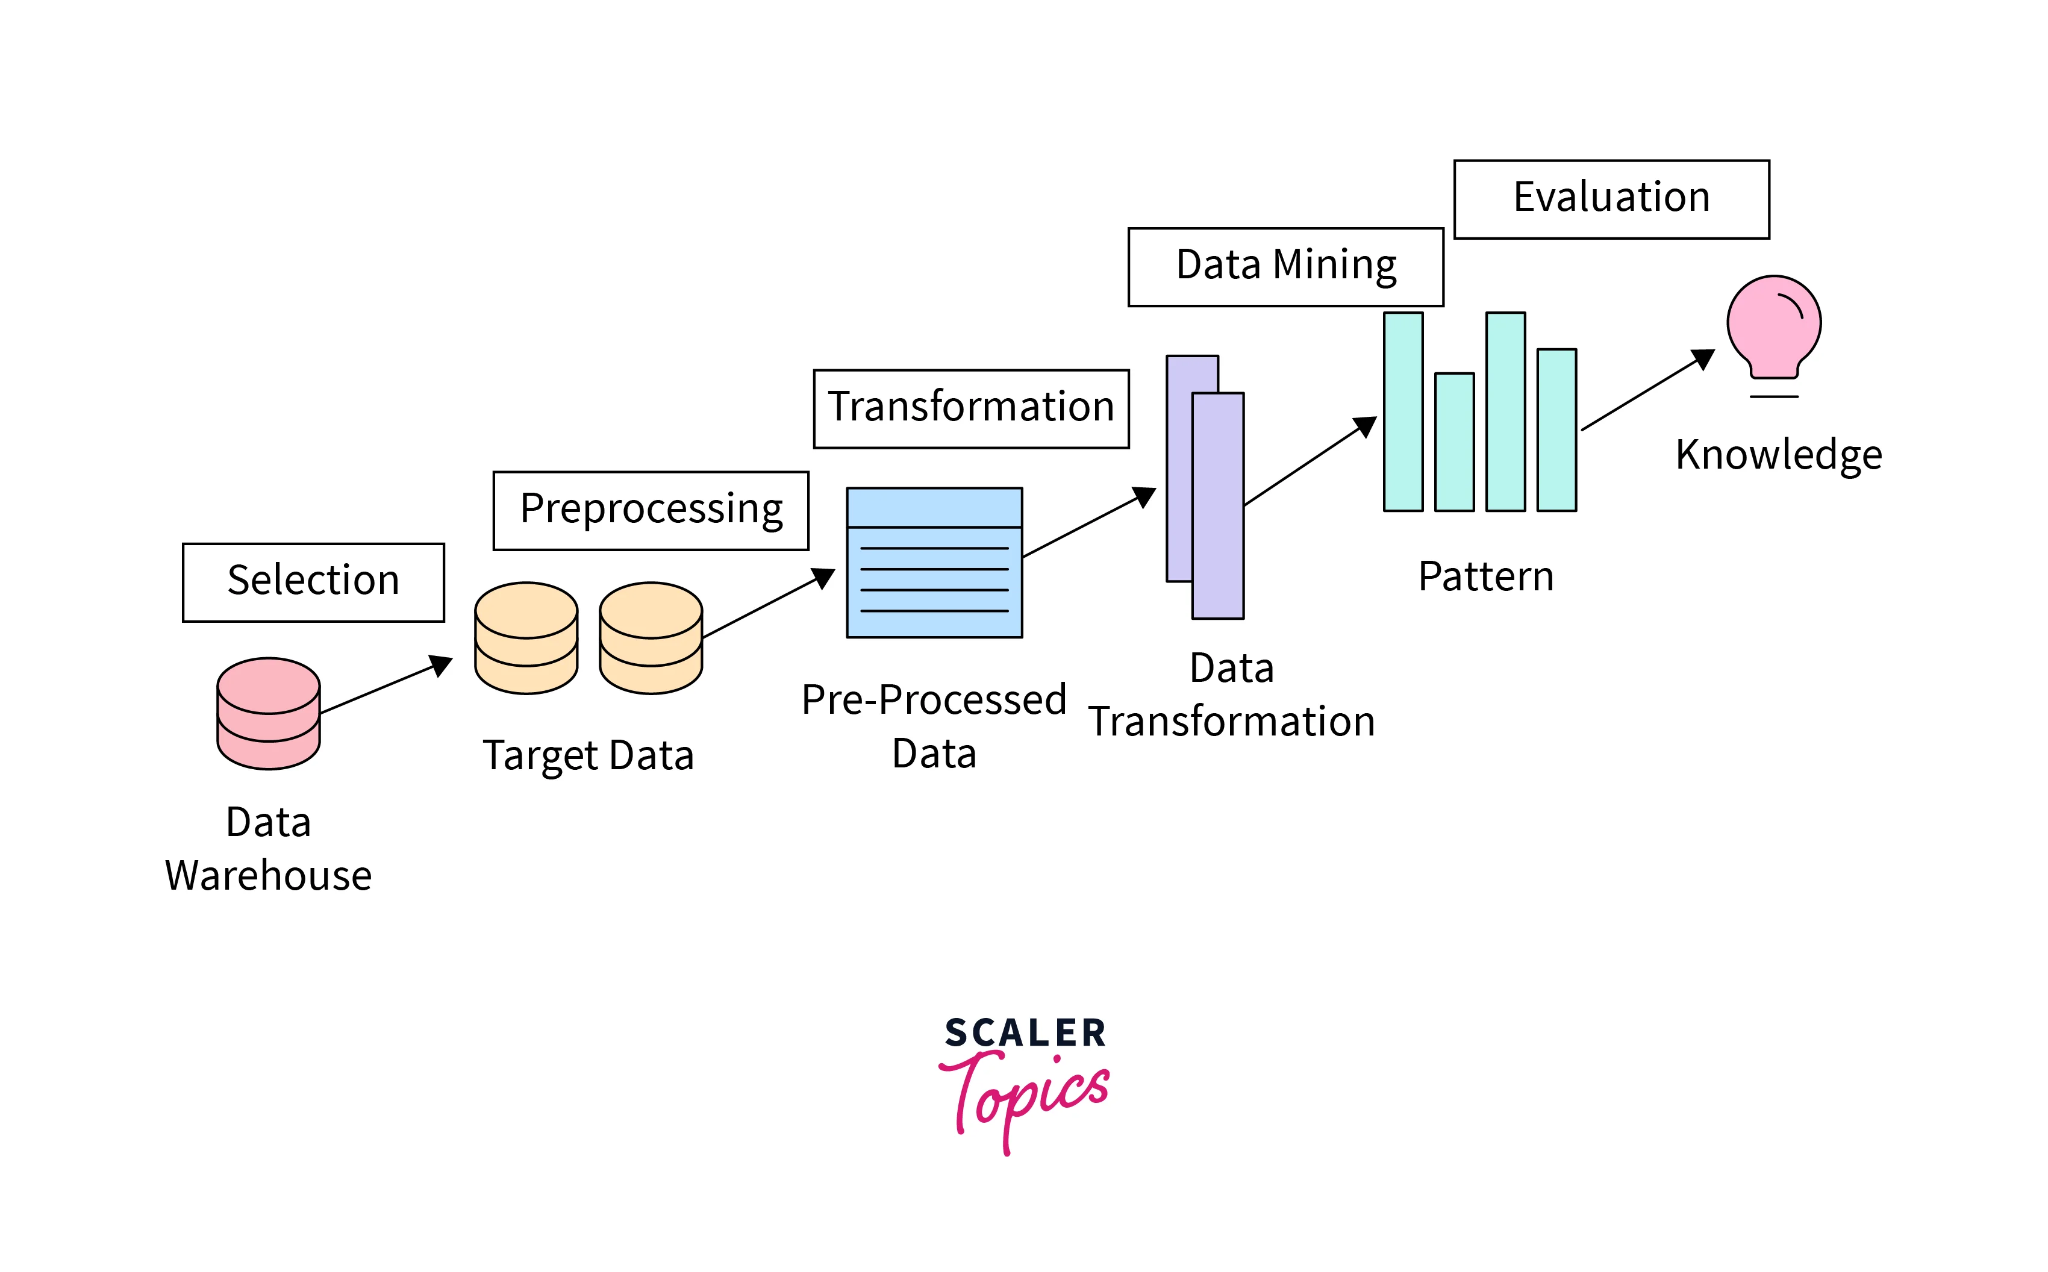 Evaluation
Data Mining
Transformation
Preprocessing
Selection
Knowledge
Pattern
Data
Transformation
Pre-Processed
Data
Target Data
Data
Warehouse
SCALER
Topics